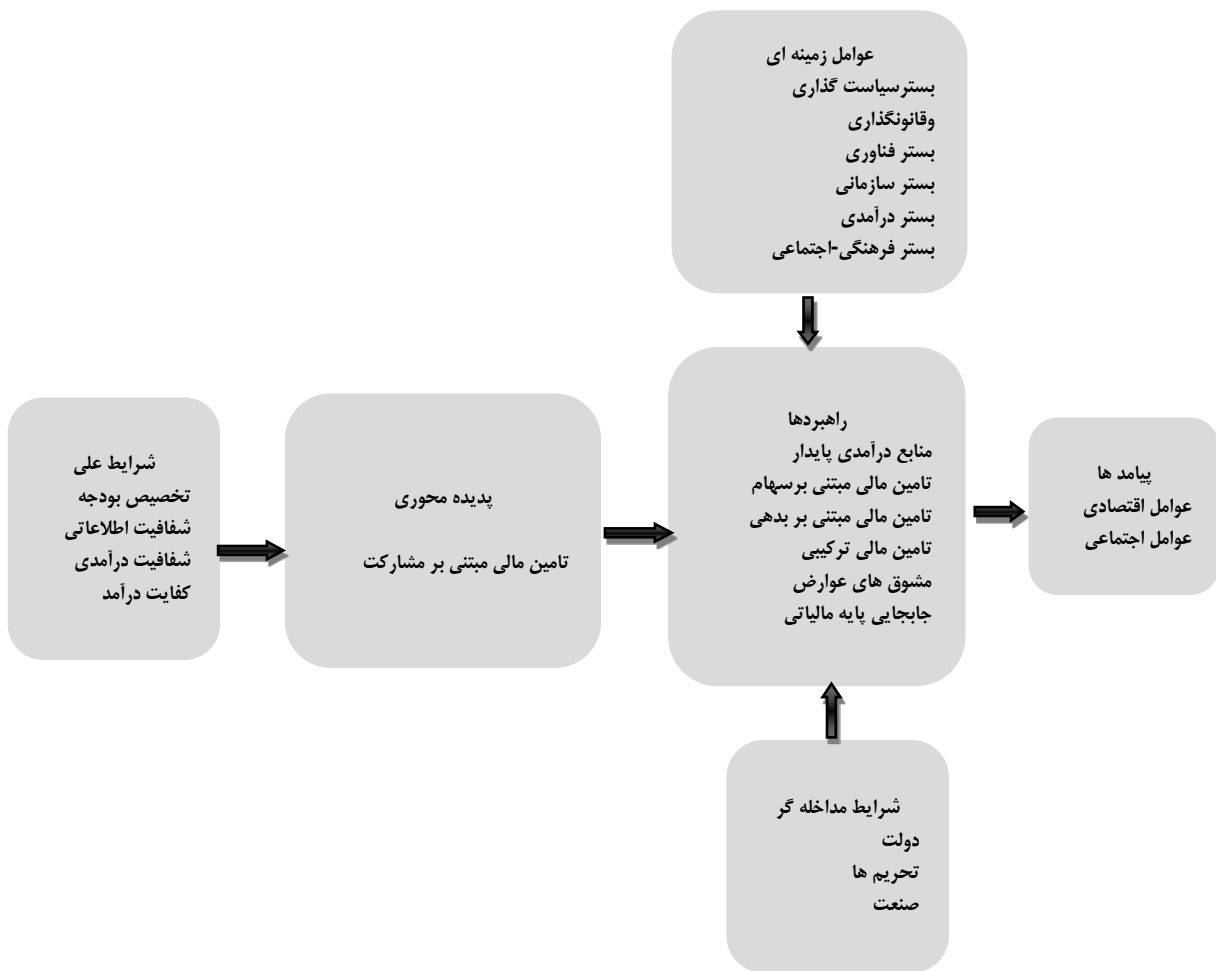 عوامل زمینه ای
بسترسیاست گذاری
وقانونگذاری
بستر فناوری
بستر سازمانی
بستر درآمدی
بستر فرهنگی-اجتماعی
شرایط علی
تخصیص بودجه
شفافیت اطلاعاتی
شفافیت درآمدی
کفایت درآمد
پدیده محوری
تامین مالی مبتنی بر مشارکت
راهبردها
منابع درآمدی پایدار
تامین مالی مبتنی برسهام
تامین مالی مبتنی بر بدهی
تامین مالی ترکیبی
مشوق های عوارض
جابجایی پایه مالیاتی
پیامد ها
عوامل اقتصادی
عوامل اجتماعی
شرایط مداخله گر
دولت
تحریم ها
صنعت